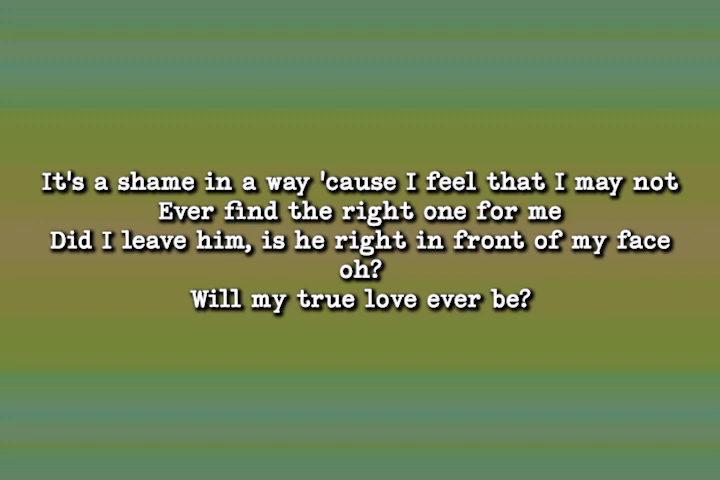 It's a shame in a way 'cause I feel that I may not
Ever find the right one for me
Did I leave him, is he right in front of my face
oh?
Will my true love ever be?